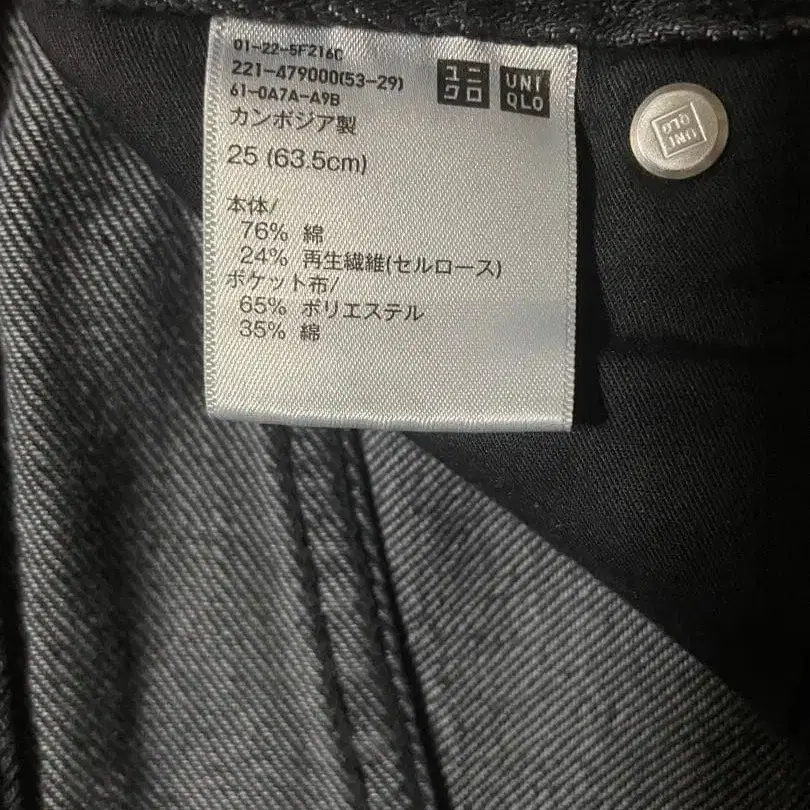 01-22-5F216C
221-479000(53-29)
61-0A7A-A9B
ユニ
クロ
UNI
QLO
カンボジア製
25 (63.5cm)
本体/
76% 綿
24% 再生繊維(セルロース)
ポケット布/
65% ポリエステル
35% 綿
UNI
QLO